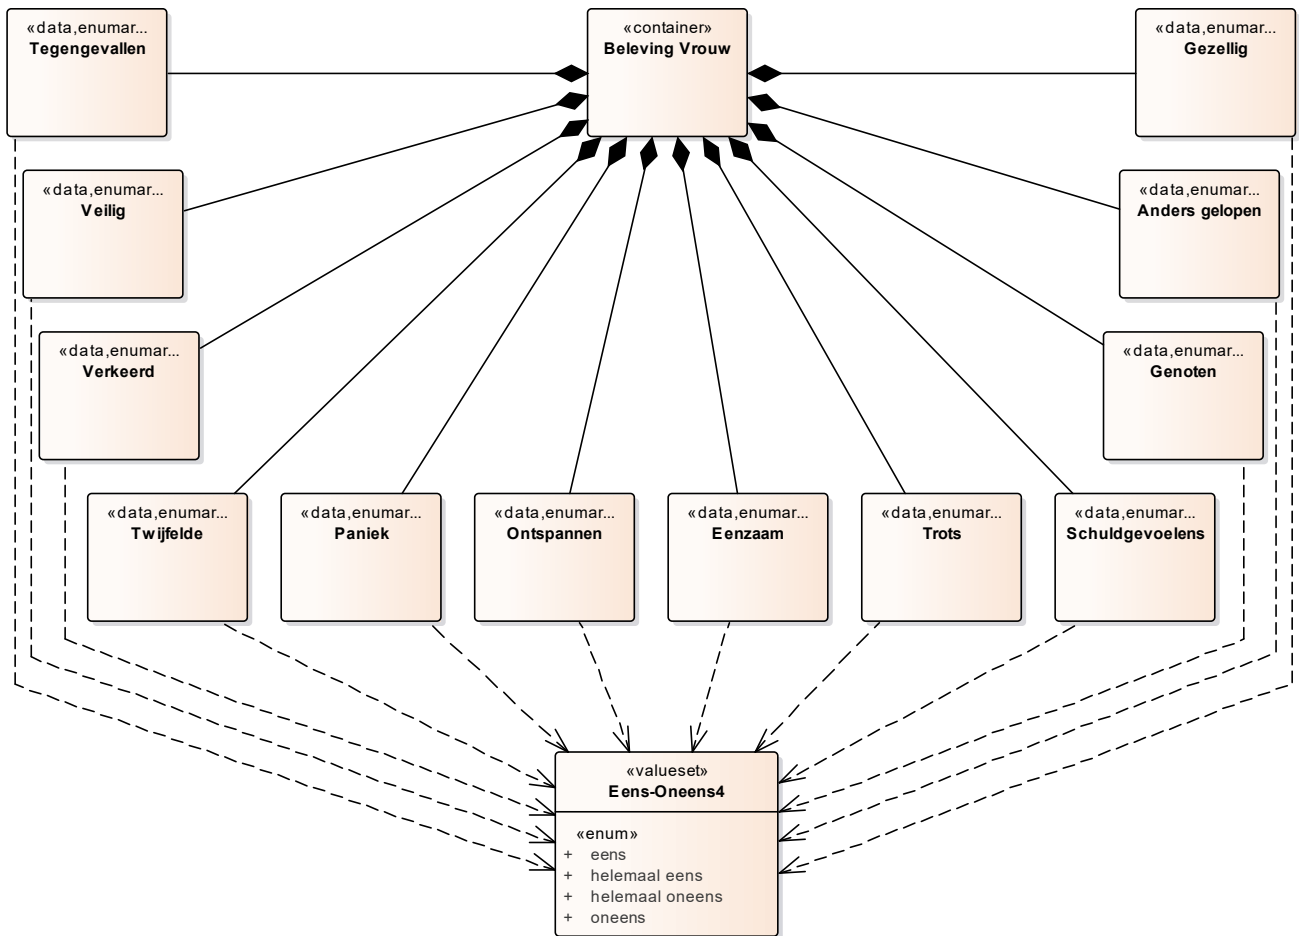 «data,enumar...
Tegengevallen
«container»
Beleving Vrouw
«data,enumar...
Gezellig
«data,enumar...
Veilig
«data,enumar...
Anders gelopen
«data,enumar...
Verkeerd
«data,enumar...
Genoten
«data,enumar...
Twijfelde
«data,enumar...
Paniek
«data,enumar...
Ontspannen
«data,enumar...
Eenzaam
«data,enumar...
Trots
«data,enumar...
Schuldgevoelens
«valueset»
Eens-Oneens4
«enum»
+ eens
+ helemaal eens
+ helemaal oneens
+ oneens